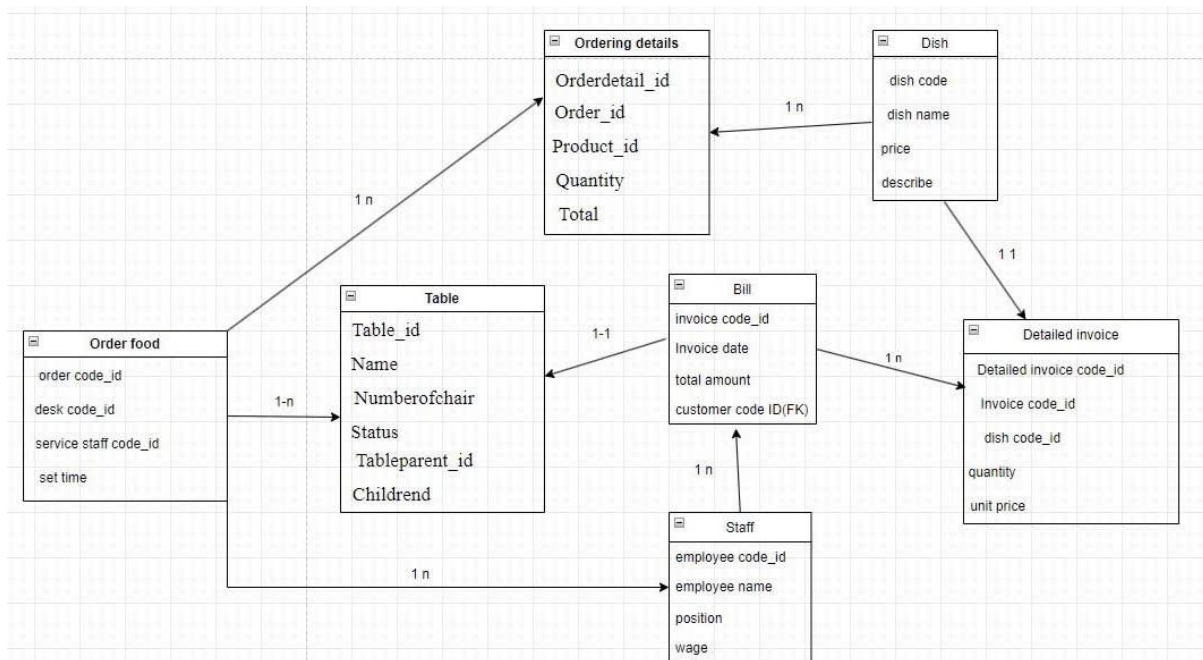 Ordering details
Orderdetail_id
Order_id
Product_id
Quantity
Total
Dish
dish code
dish name
price
describe
1 n
1 n
1 1
Table
Table_id
Name
Numberofchair
Status
Tableparent_id
Childrend
Bill
invoice code_id
Invoice date
total amount
customer code ID(FK)
1-1
1 n
Detailed invoice
Detailed invoice code_id
Invoice code_id
dish code_id
quantity
unit price
Order food
order code_id
desk code_id
service staff code_id
set time
1-n
1 n
1 n
Staff
employee code_id
employee name
position
wage